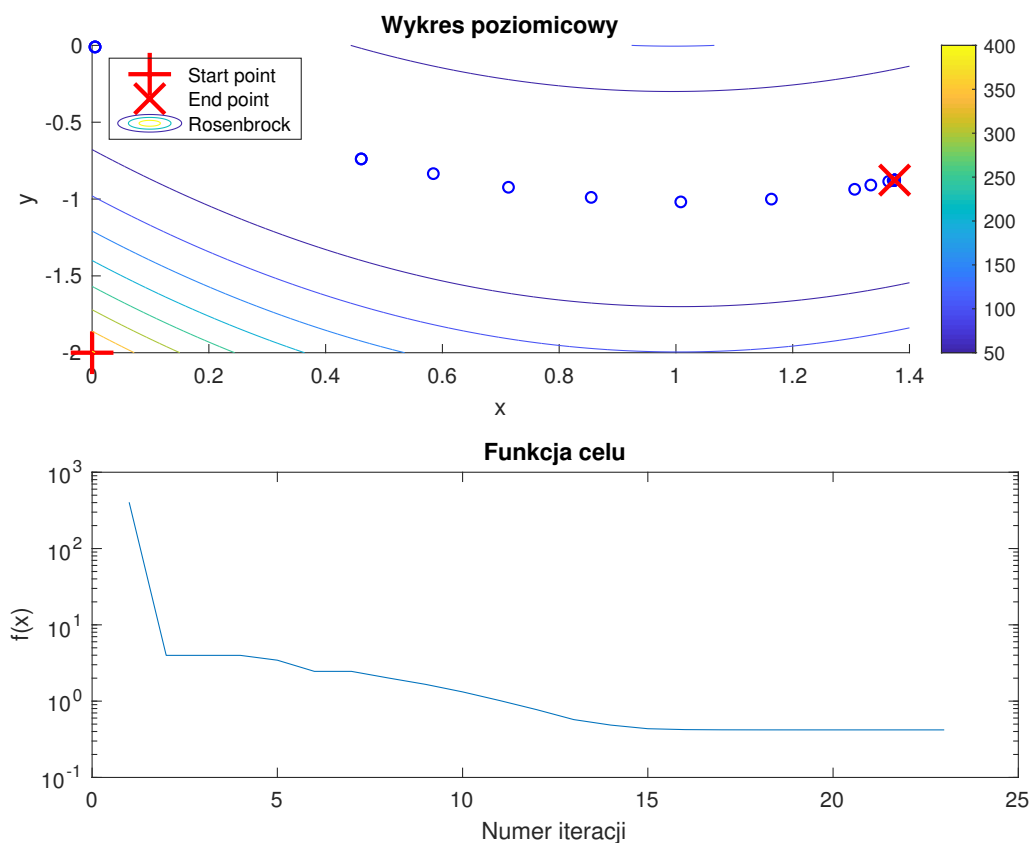 Wykres poziomicowy
Start point
End point
Rosenbrock
y
0
-0.5
-1
-1.5
-2
0 0.2 0.4 0.6 0.8 1 1.2 1.4
x
400
350
300
250
200
150
100
50
Funkcja celu
f(x)
10^3
10^2
10^1
10^0
10^-1
0 5 10 15 20 25
Numer iteracji